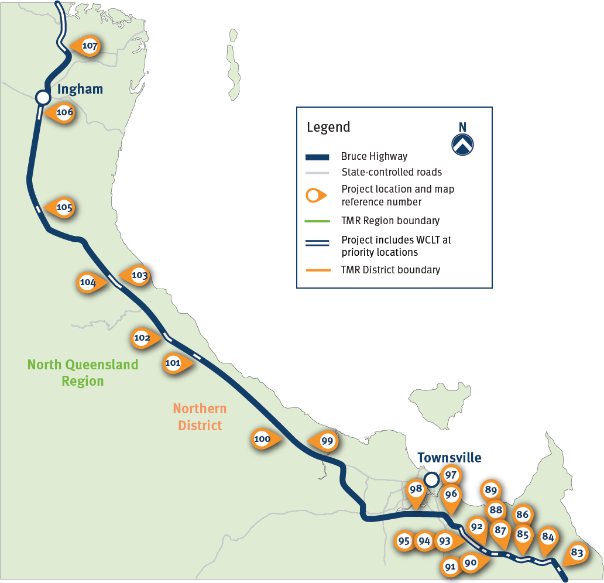 107
Ingham
106
Legend
N
Bruce Highway
State-controlled roads
Project location and map
reference number
TMR Region boundary
Project includes WCLT at
priority locations
TMR District boundary
105
103
104
102
101
North Queensland
Region
Northern
District
100
99
Townsville
97
98
96
89
88
86
92
87
85
84
95
94
93
83
91
90